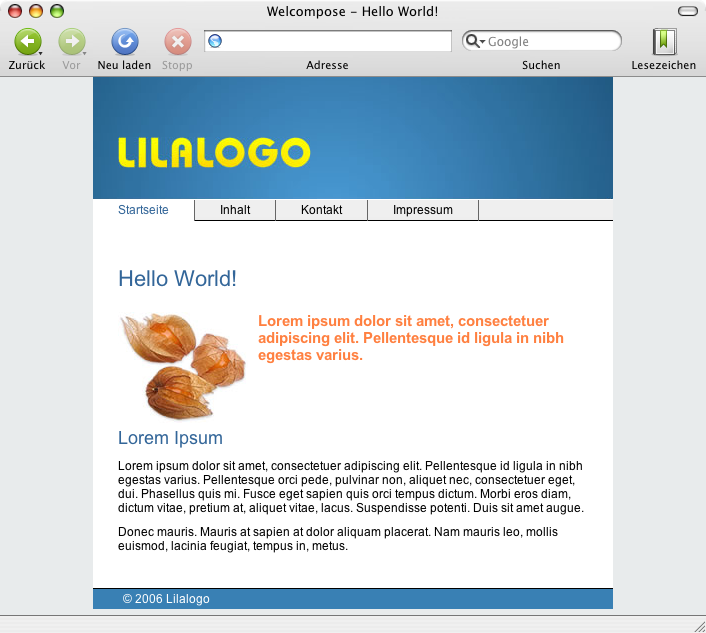 Welcompose – Hello World!
Google
Zurück Vor Neu laden Stopp Adresse Suchen Lesezeichen
LILALOGO
Startseite Inhalt Kontakt Impressum
Hello World!
Lorem ipsum dolor sit amet, consectetuer
adipiscing elit. Pellentesque id ligula in nibh
egestas varius.
Lorem Ipsum
Lorem ipsum dolor sit amet, consectetuer adipiscing elit. Pellentesque id ligula in nibh
egestas varius. Pellentesque orci pede, pulvinar non, aliquet nec, consectetuer eget,
dui. Phasellus quis mi. Fusce eget sapien quis orci tempus dictum. Morbi eros diam,
dictum vitae, pretium at, aliquet vitae, lacus. Suspendisse potenti. Duis sit amet augue.
Donec mauris. Mauris at sapien at dolor aliquam placerat. Nam mauris leo, mollis
euismod, lacinia feugiat, tempus in, metus.
© 2006 Lilalogo